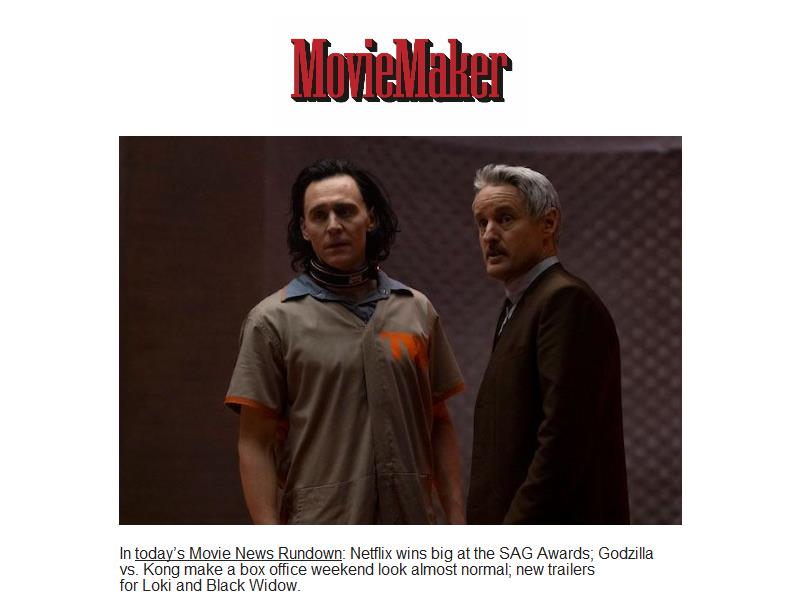 MovieMaker
TV
In today's Movie News Rundown: Netflix wins big at the SAG Awards; Godzilla
vs. Kong make a box office weekend look almost normal; new trailers
for Loki and Black Widow.